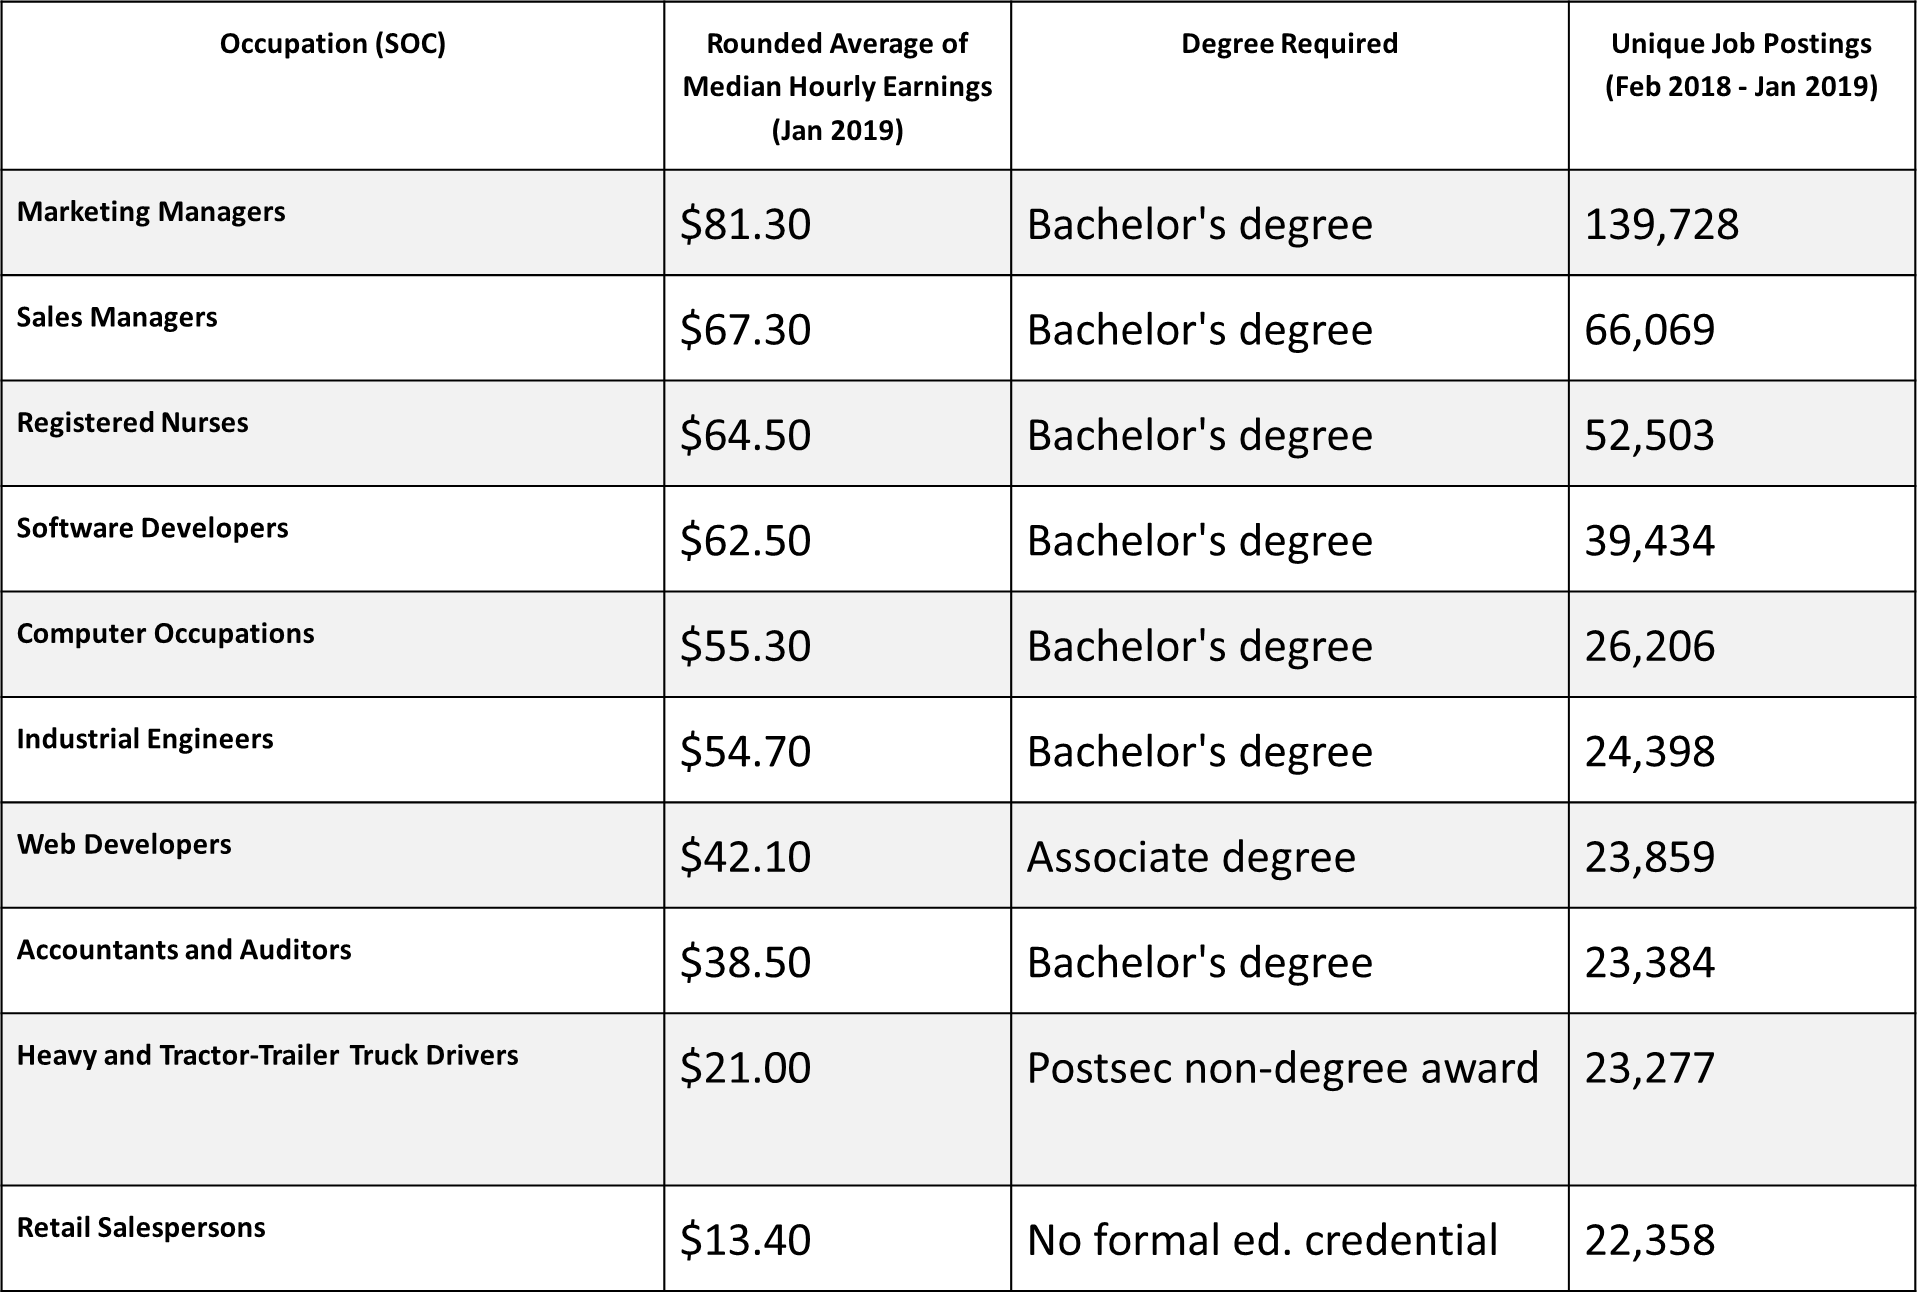 Occupation (SOC)
Rounded Average of
Median Hourly Earnings
(Jan 2019)
Degree Required
Unique Job Postings
(Feb 2018 - Jan 2019)
Marketing Managers
$81.30
Bachelor's degree
139,728
Sales Managers
$67.30
Bachelor's degree
66,069
Registered Nurses
$64.50
Bachelor's degree
52,503
Software Developers
$62.50
Bachelor's degree
39,434
Computer Occupations
$55.30
Bachelor's degree
26,206
Industrial Engineers
$54.70
Bachelor's degree
24,398
Web Developers
$42.10
Associate degree
23,859
Accountants and Auditors
$38.50
Bachelor's degree
23,384
Heavy and Tractor-Trailer Truck Drivers
$21.00
Postsec non-degree award
23,277
Retail Salespersons
$13.40
No formal ed. credential
22,358